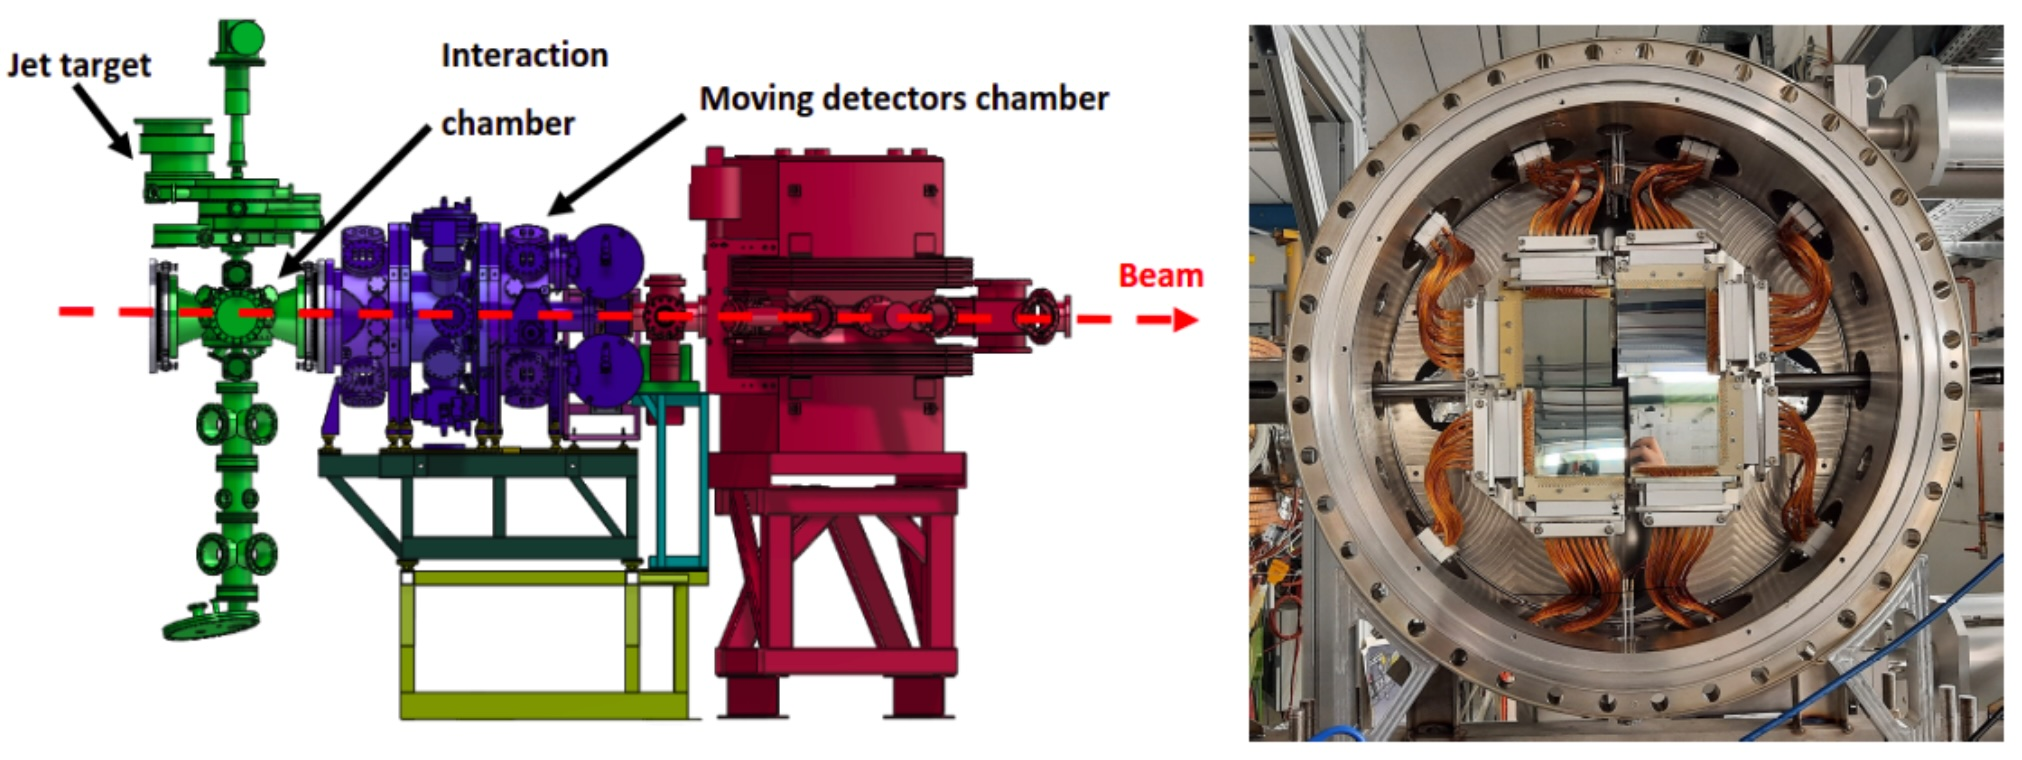 Jet target
Interaction
chamber
Moving detectors chamber
Beam